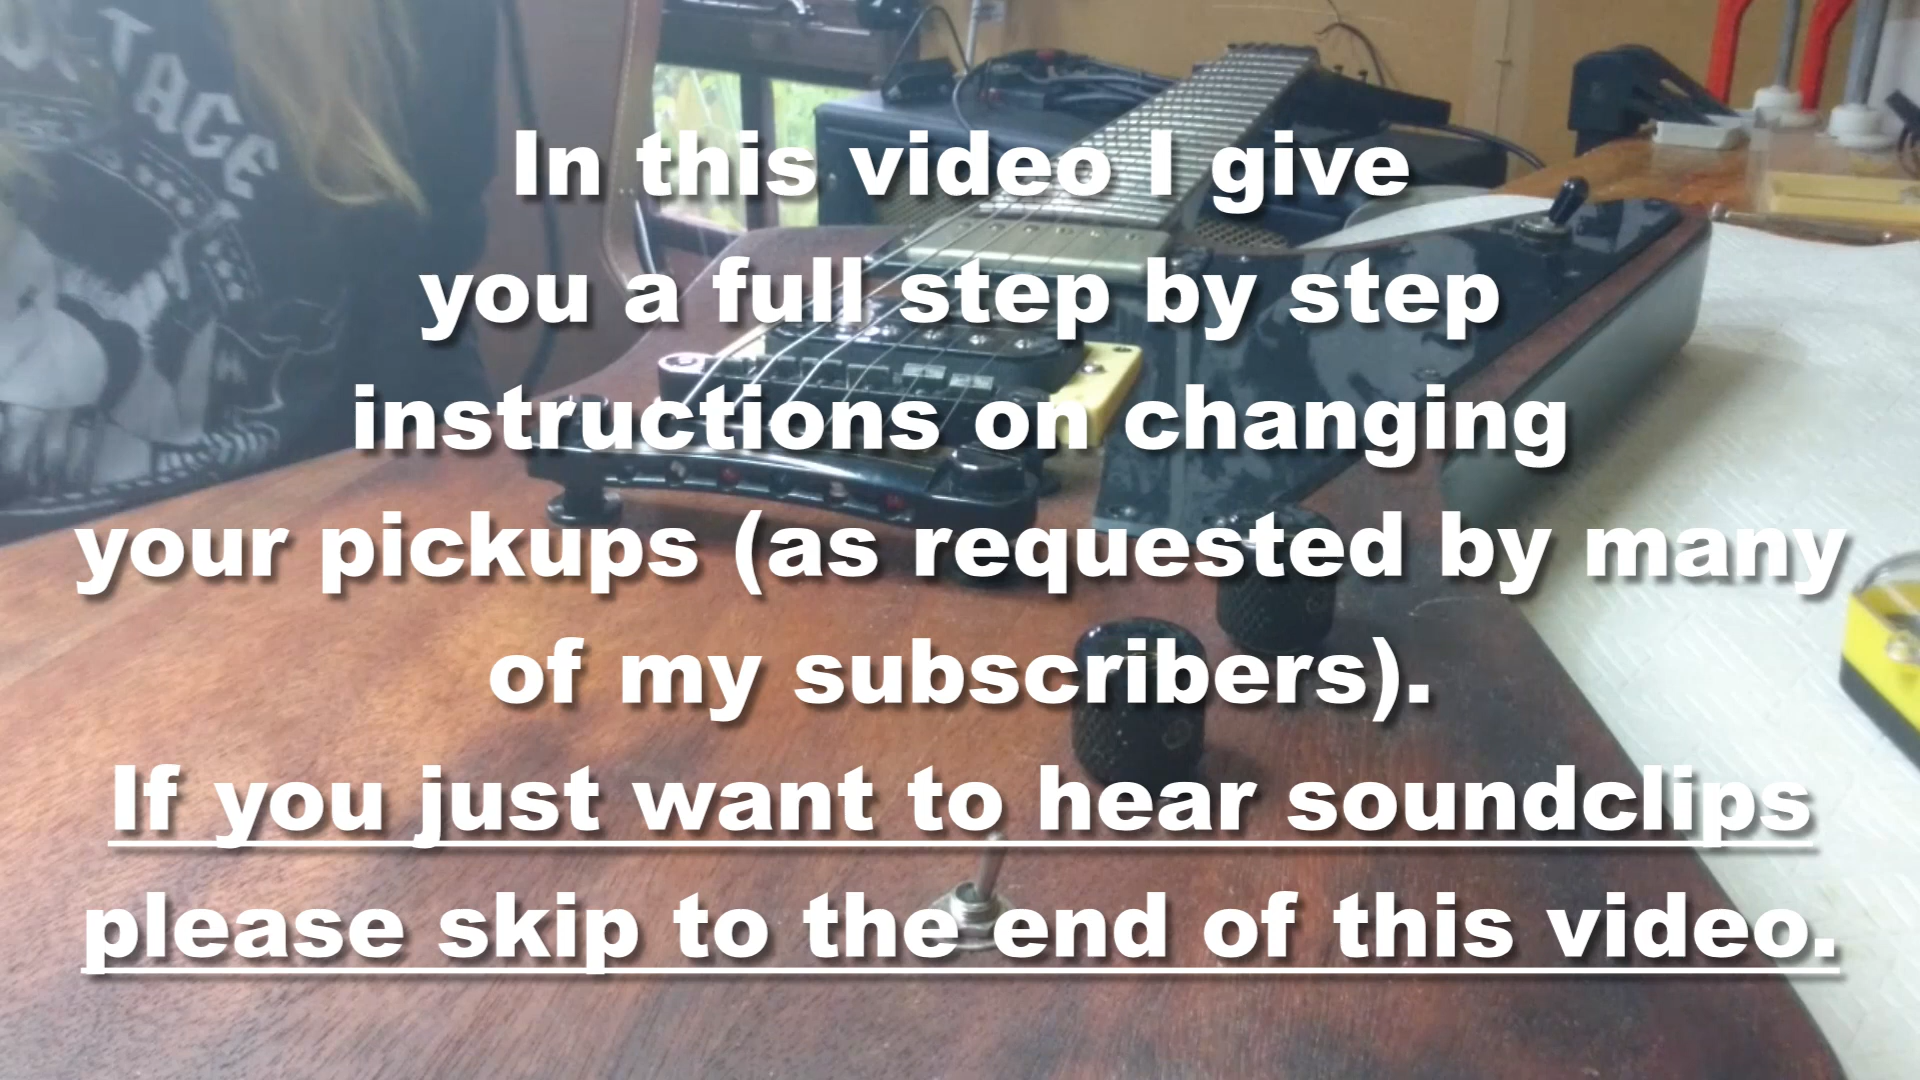 In this video I give
you a full step by step
instructions on changing
your pickups (as requested by many
of my subscribers).
If you just want to hear soundclips
please skip to the end of this video.